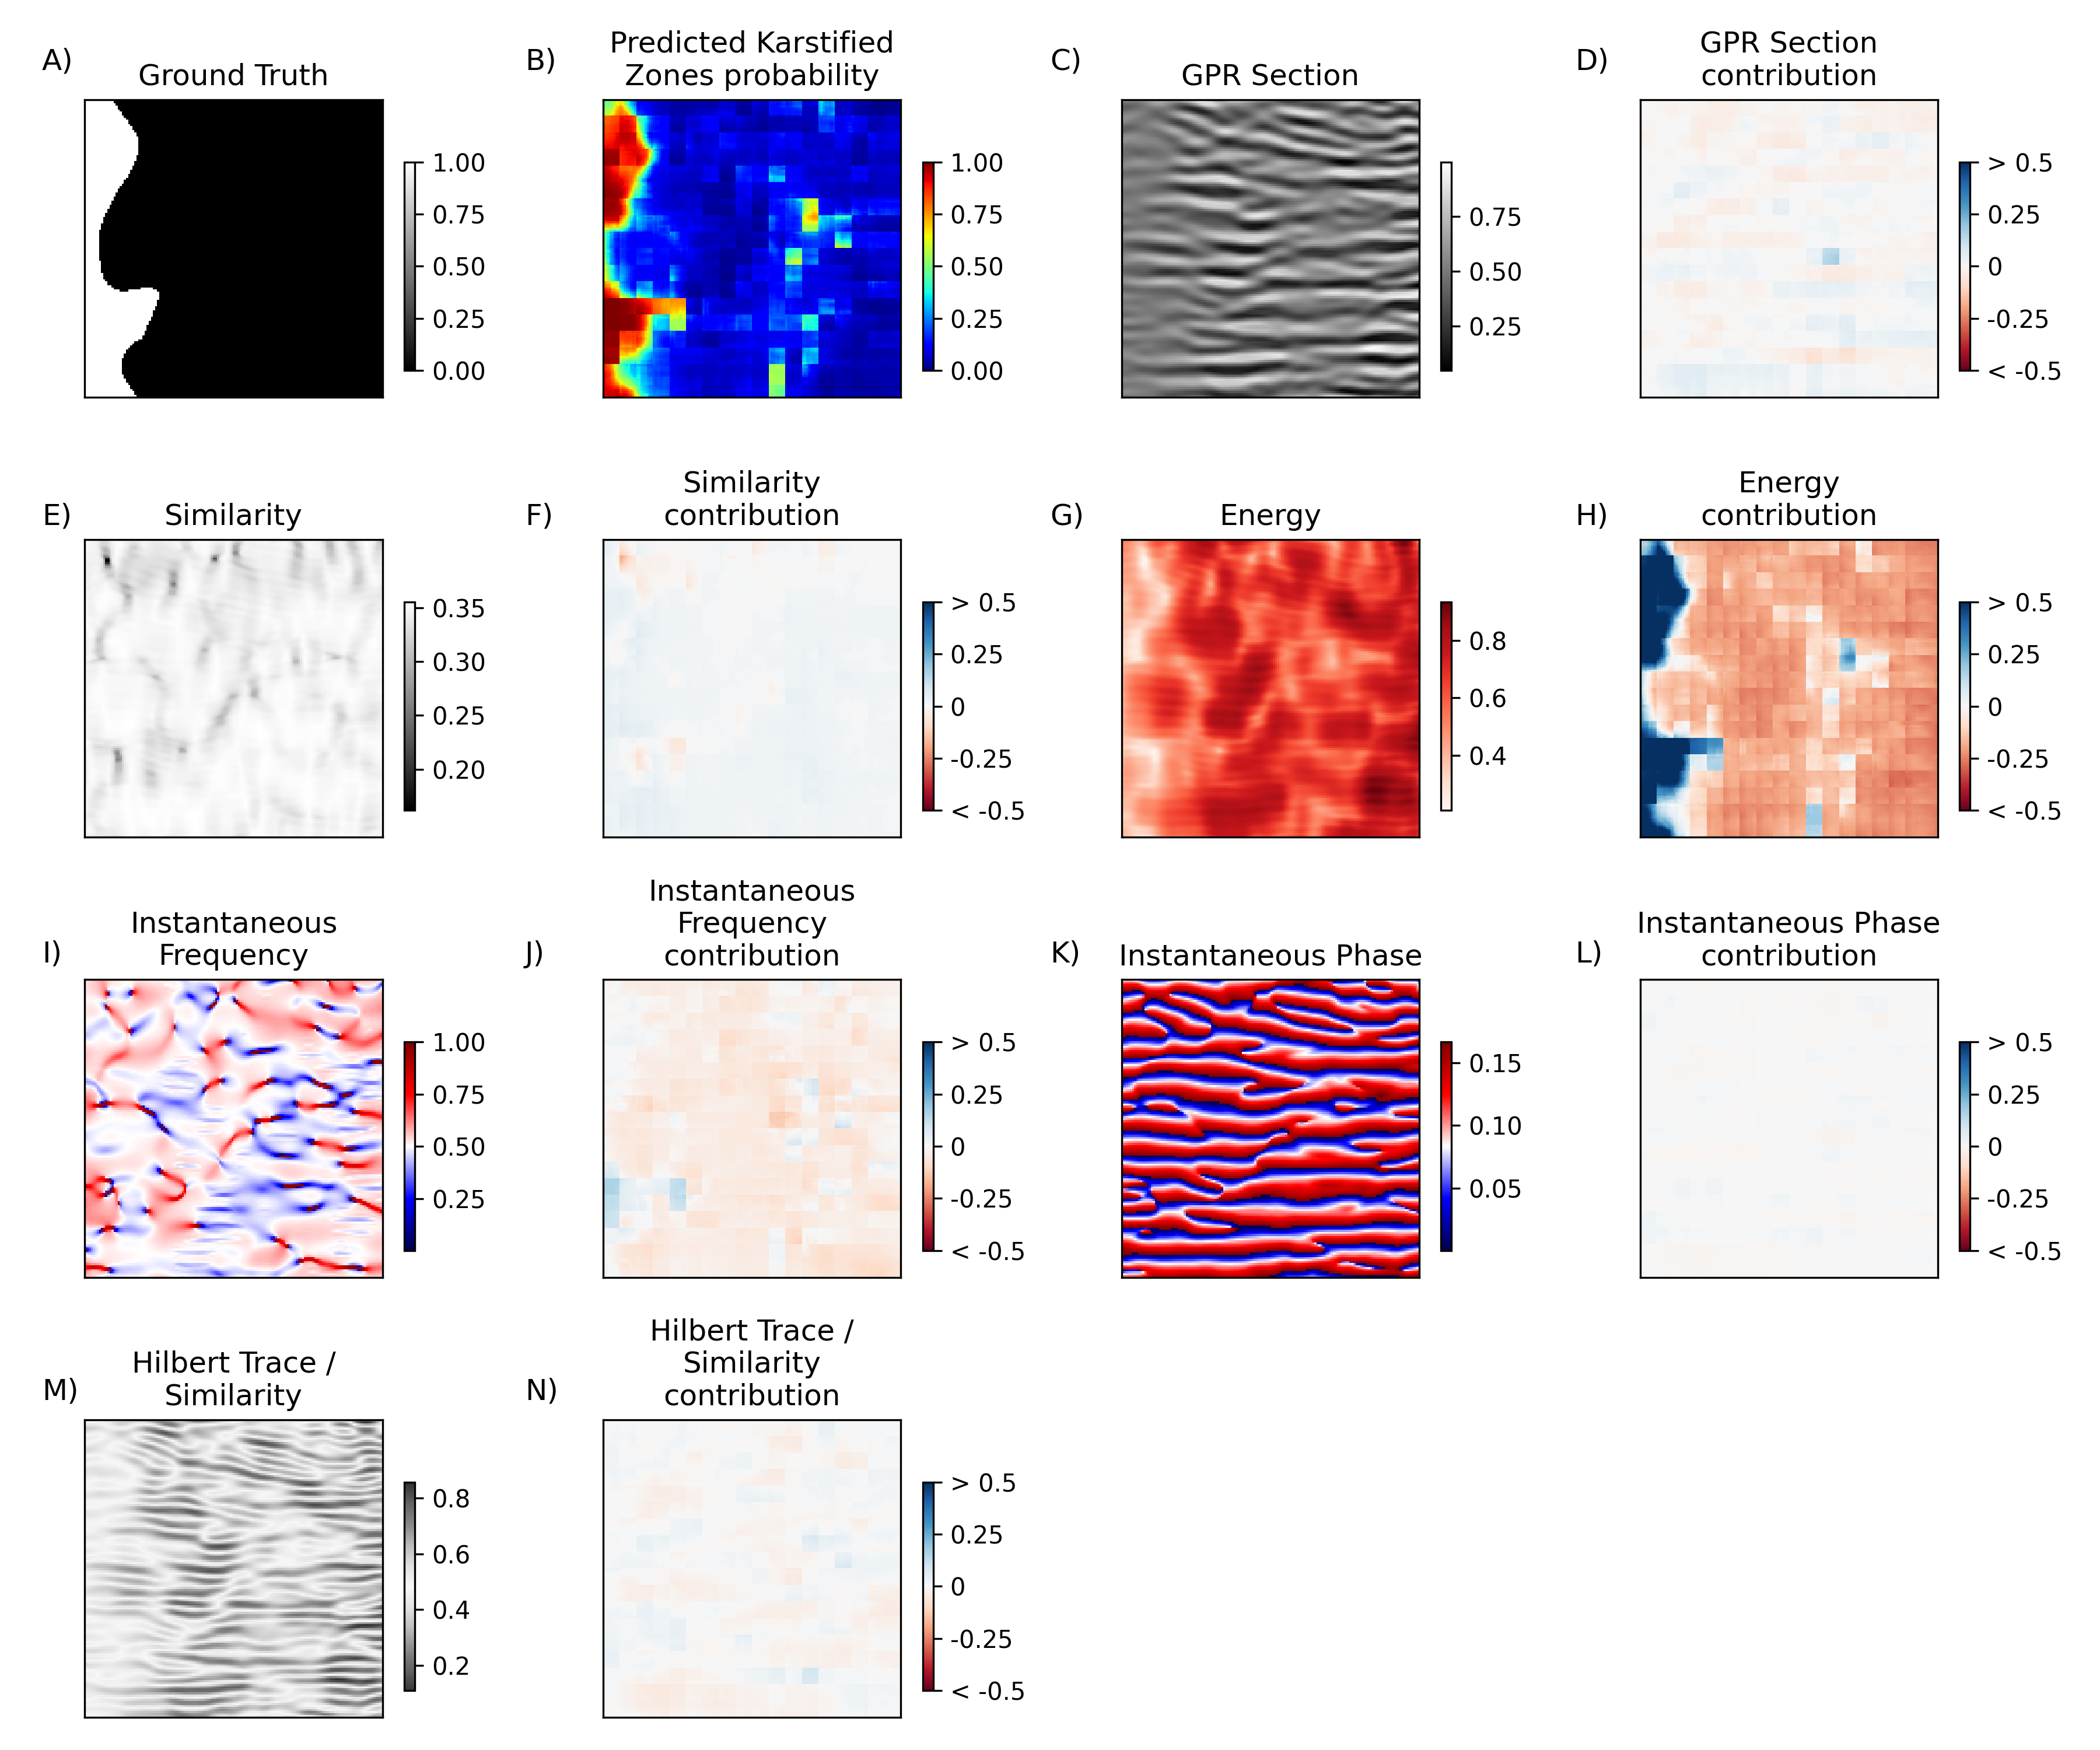 A)
Ground Truth
1.00
0.75
0.50
0.25
0.00
B)
Predicted Karstified
Zones probability
1.00
0.75
0.50
0.25
0.00
C)
GPR Section
0.75
0.50
0.25
D)
GPR Section
contribution
> 0.5
0.25
0
-0.25
< -0.5
E)
Similarity
0.35
0.30
0.25
0.20
F)
Similarity
contribution
> 0.5
0.25
0
-0.25
< -0.5
G)
Energy
0.8
0.6
0.4
H)
Energy
contribution
> 0.5
0.25
0
-0.25
< -0.5
I)
Instantaneous
Frequency
1.00
0.75
0.50
0.25
J)
Instantaneous
Frequency
contribution
> 0.5
0.25
0
-0.25
< -0.5
K)
Instantaneous Phase
0.15
0.10
0.05
L)
Instantaneous Phase
contribution
> 0.5
0.25
0
-0.25
< -0.5
M)
Hilbert Trace /
Similarity
0.8
0.6
0.4
0.2
N)
Hilbert Trace /
Similarity
contribution
> 0.5
0.25
0
-0.25
< -0.5